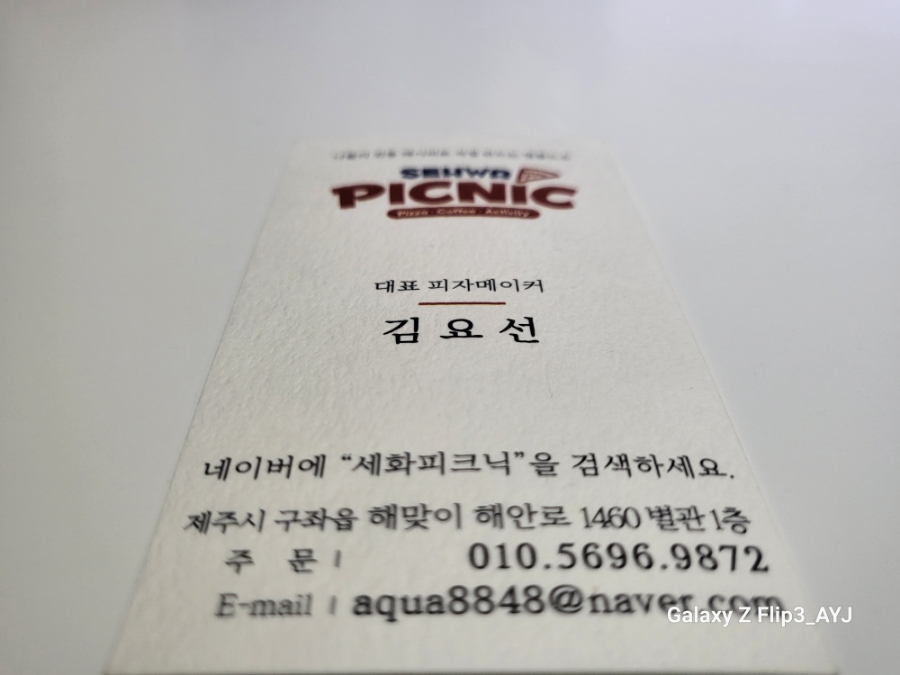 SEHWA
PICNIC
Pizza · Coffee · Activity
대표 피자메이커
김요선
네이버에 “세화피크닉”을 검색하세요.
제주시 구좌읍 해맞이 해안로 1460 별관 1층
주 문 | 010.5696.9872
E-mail | aqua8848@naver.com
Galaxy Z Flip3_AYJ